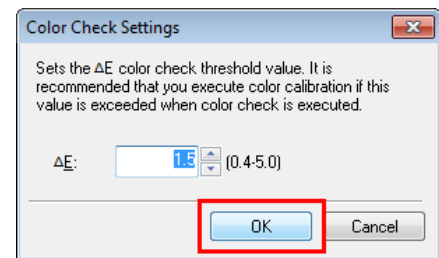 Color Check Settings
Sets the ΔE color check threshold value. It is
recommended that you execute color calibration if this
value is exceeded when color check is executed.
ΔE: 1.5 (0.4-5.0)
OK Cancel